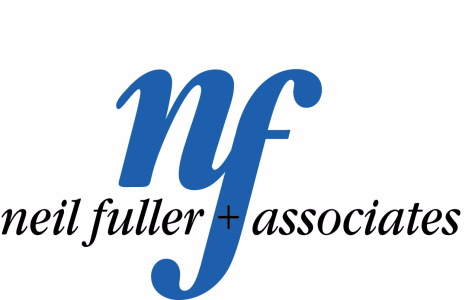 nf
neil fuller + associates